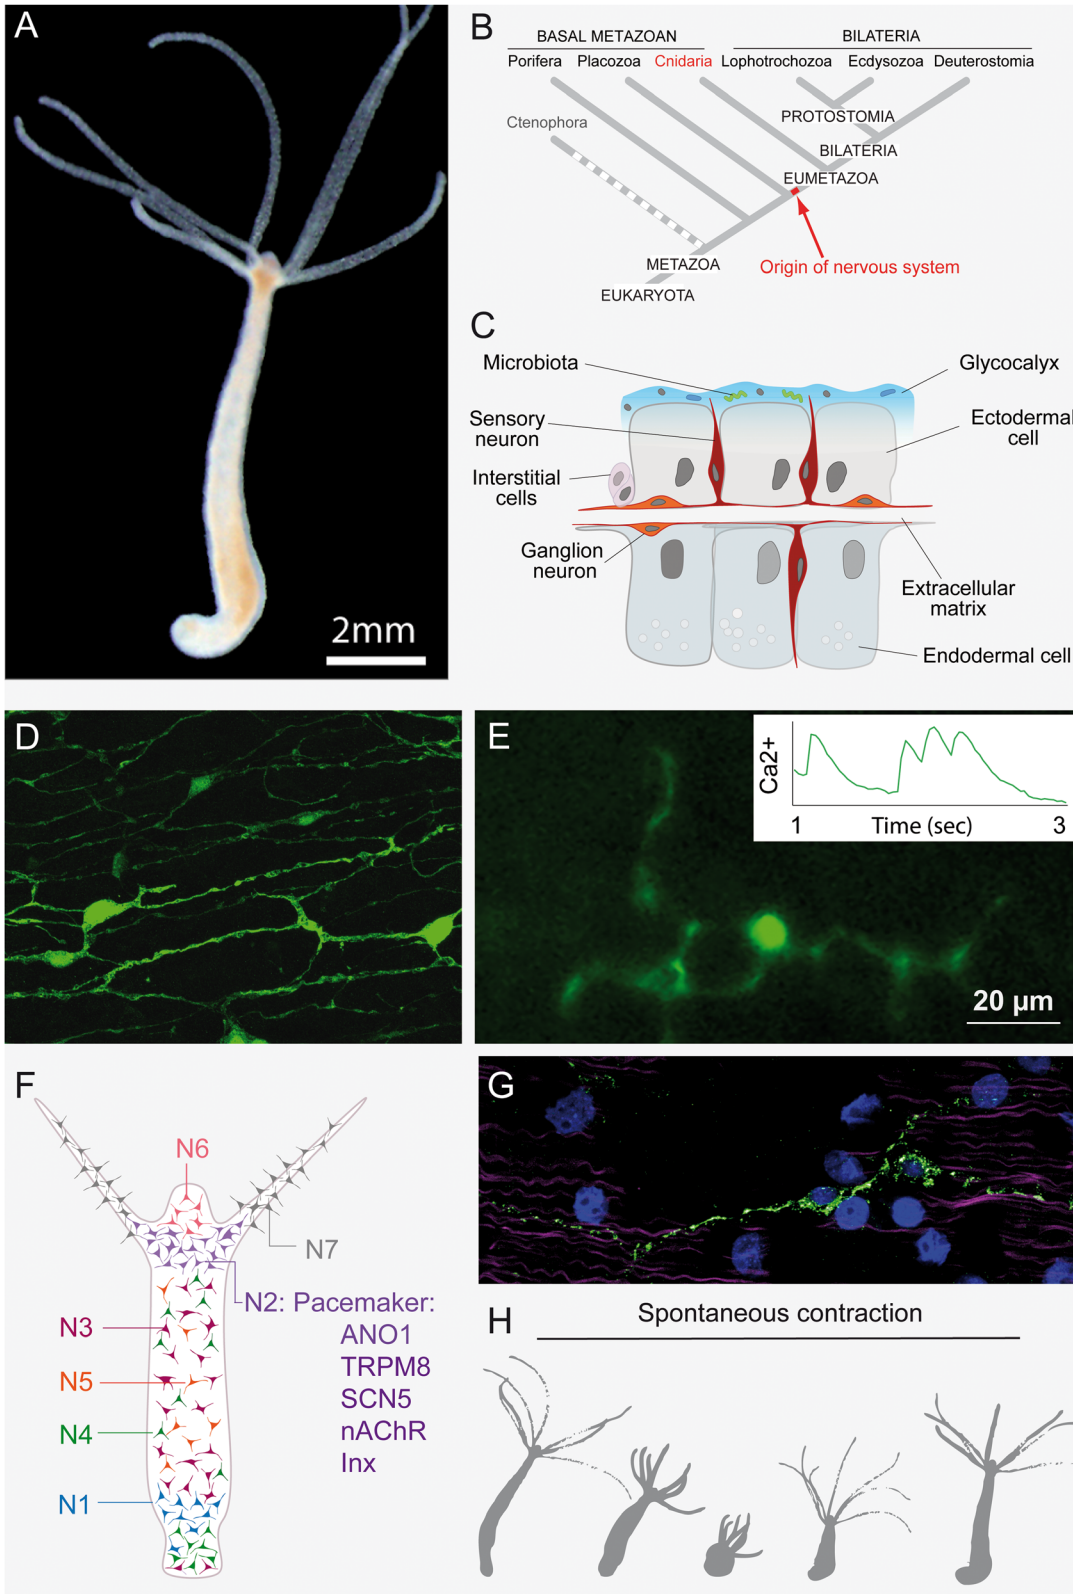 A
2mm
B
BASAL METAZOAN
BILATERIA
Porifera
Placozoa
Cnidaria
Lophotrochozoa
Ecdysozoa
Deuterostomia
Ctenophora
PROTOSTOMIA
BILATERIA
EUMETAZOA
METAZOA
Origin of nervous system
EUKARYOTA
C
Microbiota
Glycocalyx
Sensory
neuron
Ectodermal
cell
Interstitial
cells
Ganglion
neuron
Extracellular
matrix
Endodermal cell
D
E
Ca2+
1
Time (sec)
3
20 µm
F
N6
N7
N2: Pacemaker:
ANO1
TRPM8
SCN5
nAChR
Inx
N3
N5
N4
N1
G
H
Spontaneous contraction